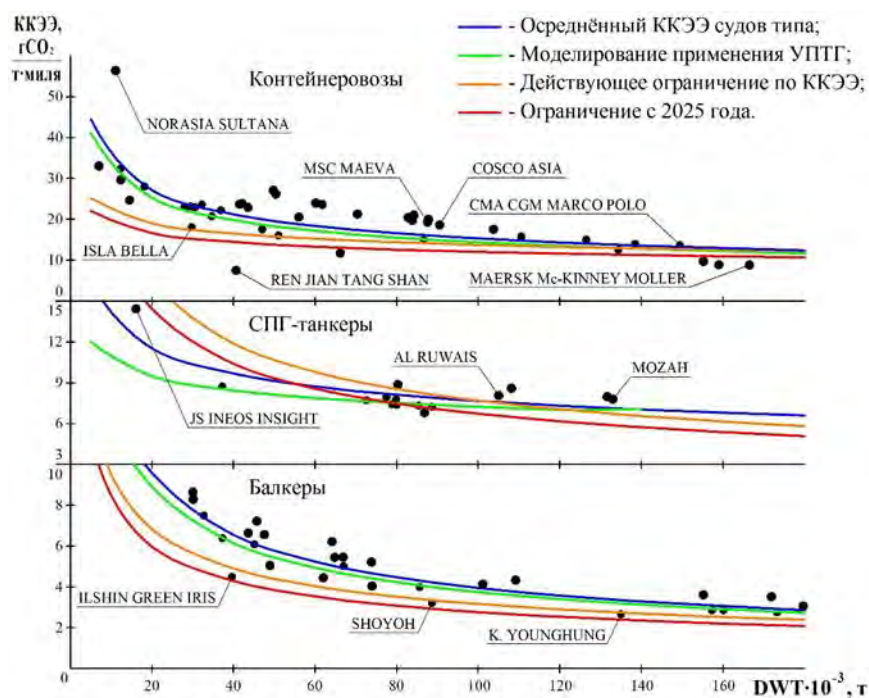 ККЭЭ,
гCO₂
т·миля
- Осреднённый ККЭЭ судов типа;
- Моделирование применения УПТГ;
- Действующее ограничение по ККЭЭ;
- Ограничение с 2025 года.
Контейнеровозы
50
40
30
20
10
0
NORASIA SULTANA
MSC MAEVA
COSCO ASIA
CMA CGM MARCO POLO
ISLA BELLA
REN JIAN TANG SHAN
MAERSK Mc-KINNEY MOLLER
СПГ-танкеры
15
12
9
6
3
AL RUWAIS
MOZAH
JS INEOS INSIGHT
Балкеры
10
8
6
4
2
ILSHIN GREEN IRIS
SHOYOH
K. YOUNGHUNG
0 20 40 60 80 100 120 140 160 DWT·10⁻³, т